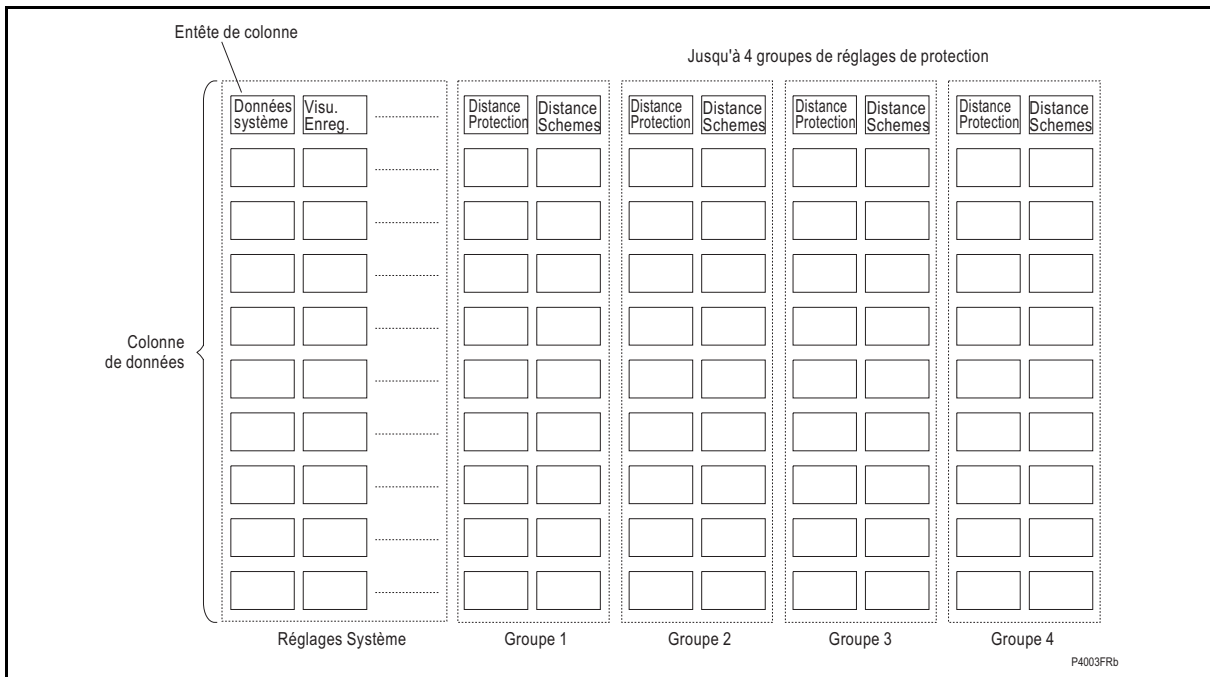 Entête de colonne
Jusqu'à 4 groupes de réglages de protection
Données système
Visu. Enreg.
Distance Protection
Distance Schemes
Distance Protection
Distance Schemes
Distance Protection
Distance Schemes
Distance Protection
Distance Schemes
Colonne
de données
Réglages Système
Groupe 1
Groupe 2
Groupe 3
Groupe 4
P4003FRb